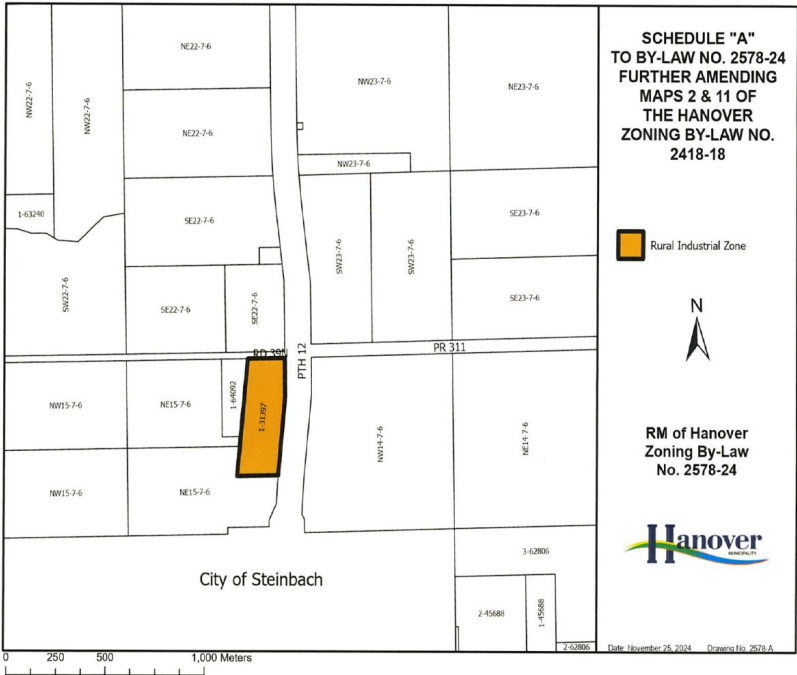 NE22-7-6
NW22-7-6
NW22-7-6
NW23-7-6
NE23-7-6
NE22-7-6
NW23-7-6
1-63240
SE22-7-6
SE23-7-6
SW23-7-6
SW23-7-6
SW22-7-6
SE22-7-6
SE22-7-6
SE23-7-6
RD 39N
PTH 12
PR 311
NW15-7-6
NE15-7-6
1-64092
1-31397
NW14-7-6
NE14-7-6
NW15-7-6
NE15-7-6
3-62806
City of Steinbach
2-45688
1-45688
2-62806
0 250 500 1,000 Meters
SCHEDULE "A"
TO BY-LAW NO. 2578-24
FURTHER AMENDING
MAPS 2 & 11 OF
THE HANOVER
ZONING BY-LAW NO.
2418-18
Rural Industrial Zone
N
RM of Hanover
Zoning By-Law
No. 2578-24
Hanover
MUNICIPALITY
Date: November 25, 2024 Drawing No. 2578-A